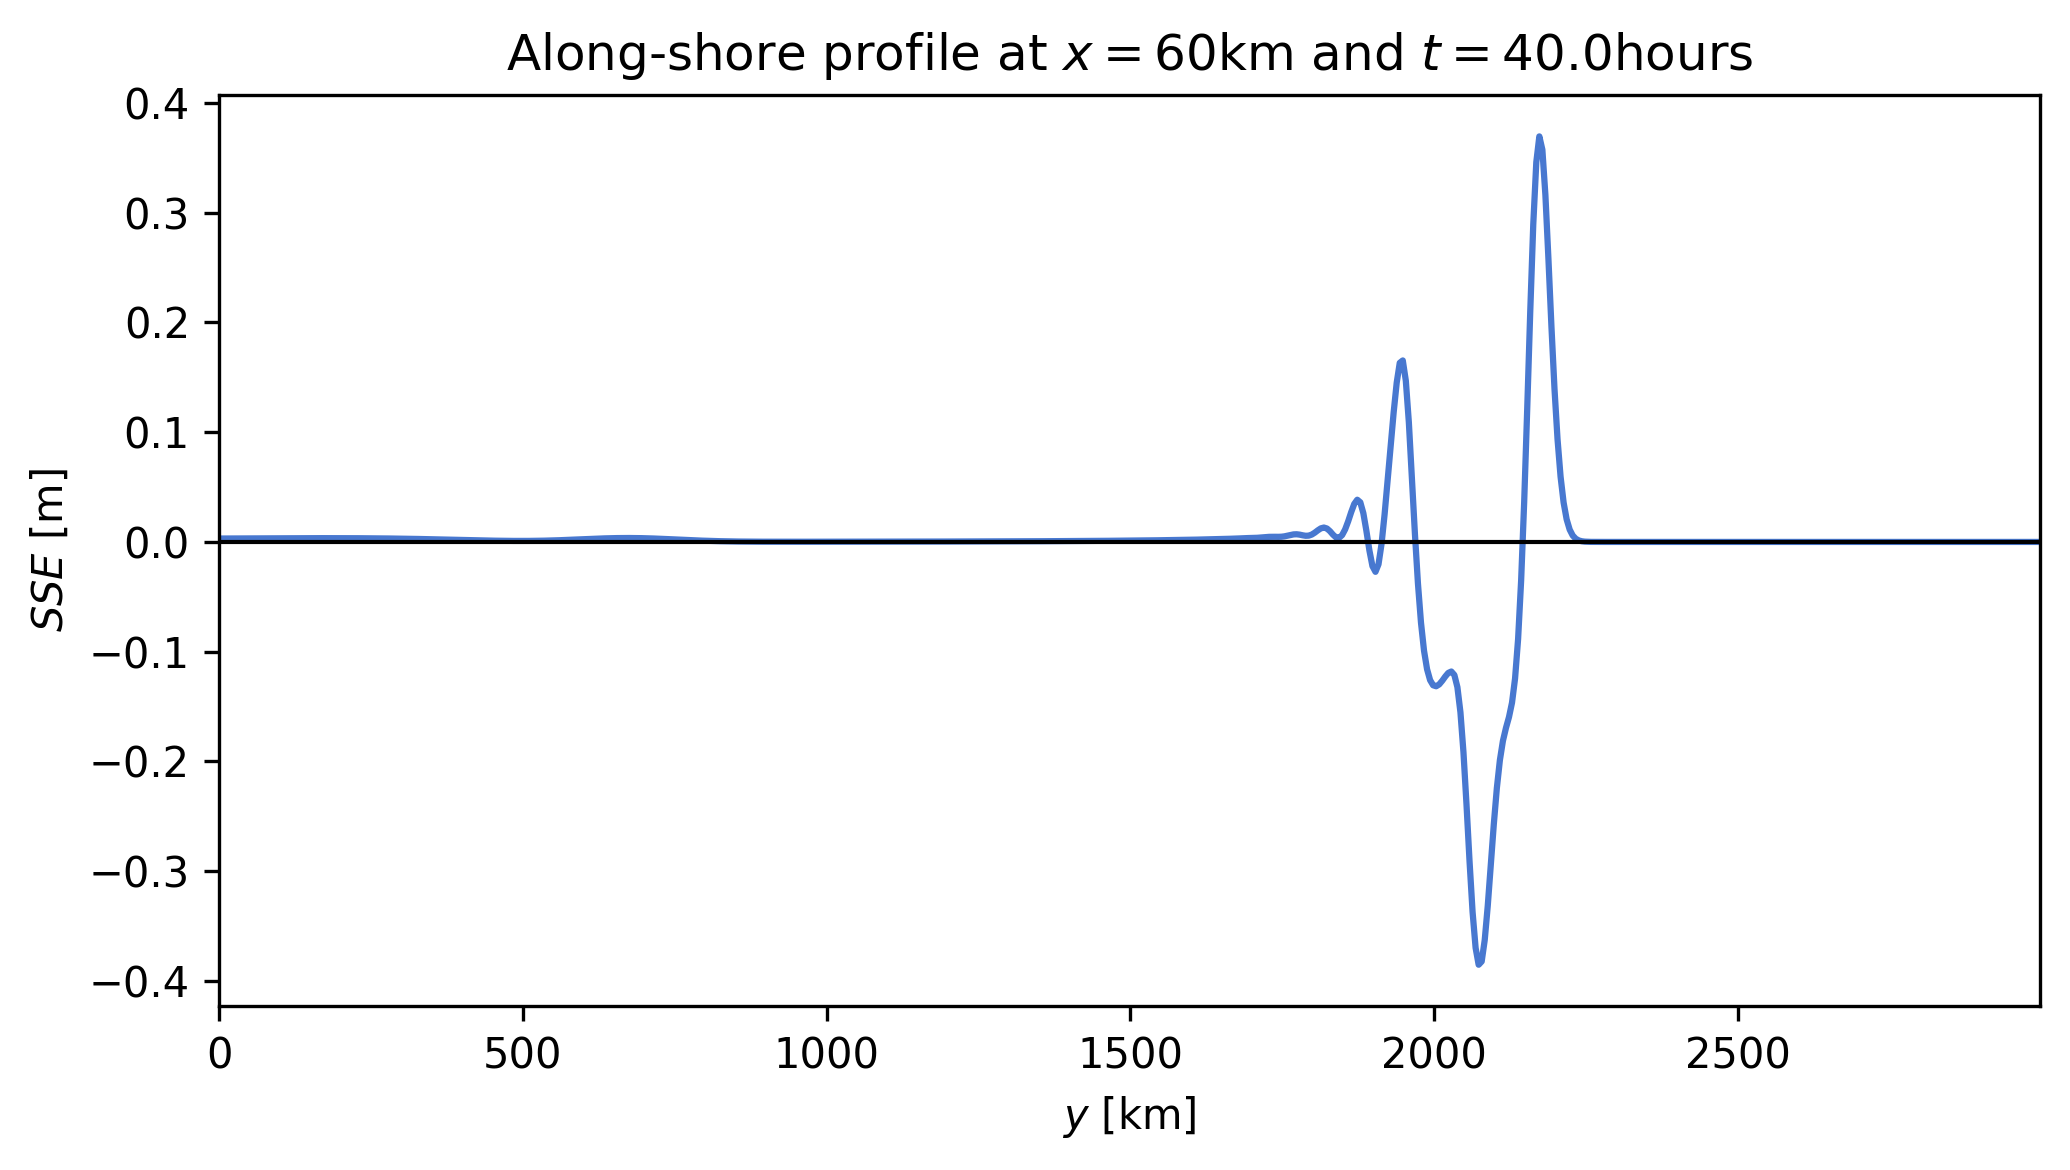 Along-shore profile at x = 60km and t = 40.0hours
0.4
0.3
0.2
0.1
0.0
−0.1
−0.2
−0.3
−0.4
SSE [m]
0 500 1000 1500 2000 2500
y [km]